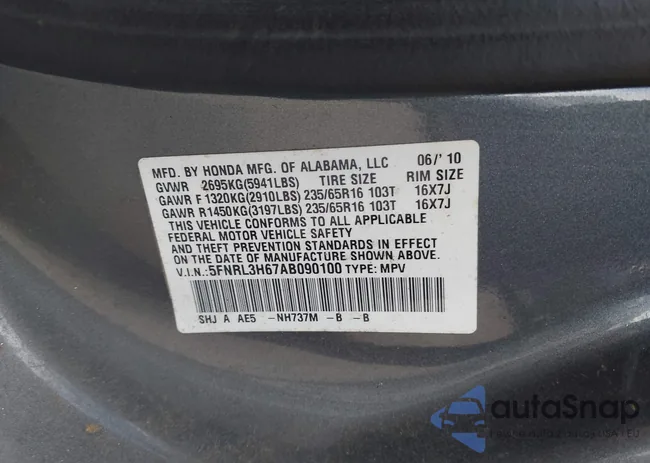 MFD. BY HONDA MFG. OF ALABAMA, LLC 06/'10
GVWR 2695KG(5941LBS) TIRE SIZE RIM SIZE
GAWR F 1320KG(2910LBS) 235/65R16 103T 16X7J
GAWR R1450KG(3197LBS) 235/65R16 103T 16X7J
THIS VEHICLE CONFORMS TO ALL APPLICABLE
FEDERAL MOTOR VEHICLE SAFETY
AND THEFT PREVENTION STANDARDS IN EFFECT
ON THE DATE OF MANUFACTURE SHOWN ABOVE.
V.I.N.: 5FNRL3H67AB090100 TYPE: MPV
SHJ A AE5 -NH737M -B -B
autoSnap